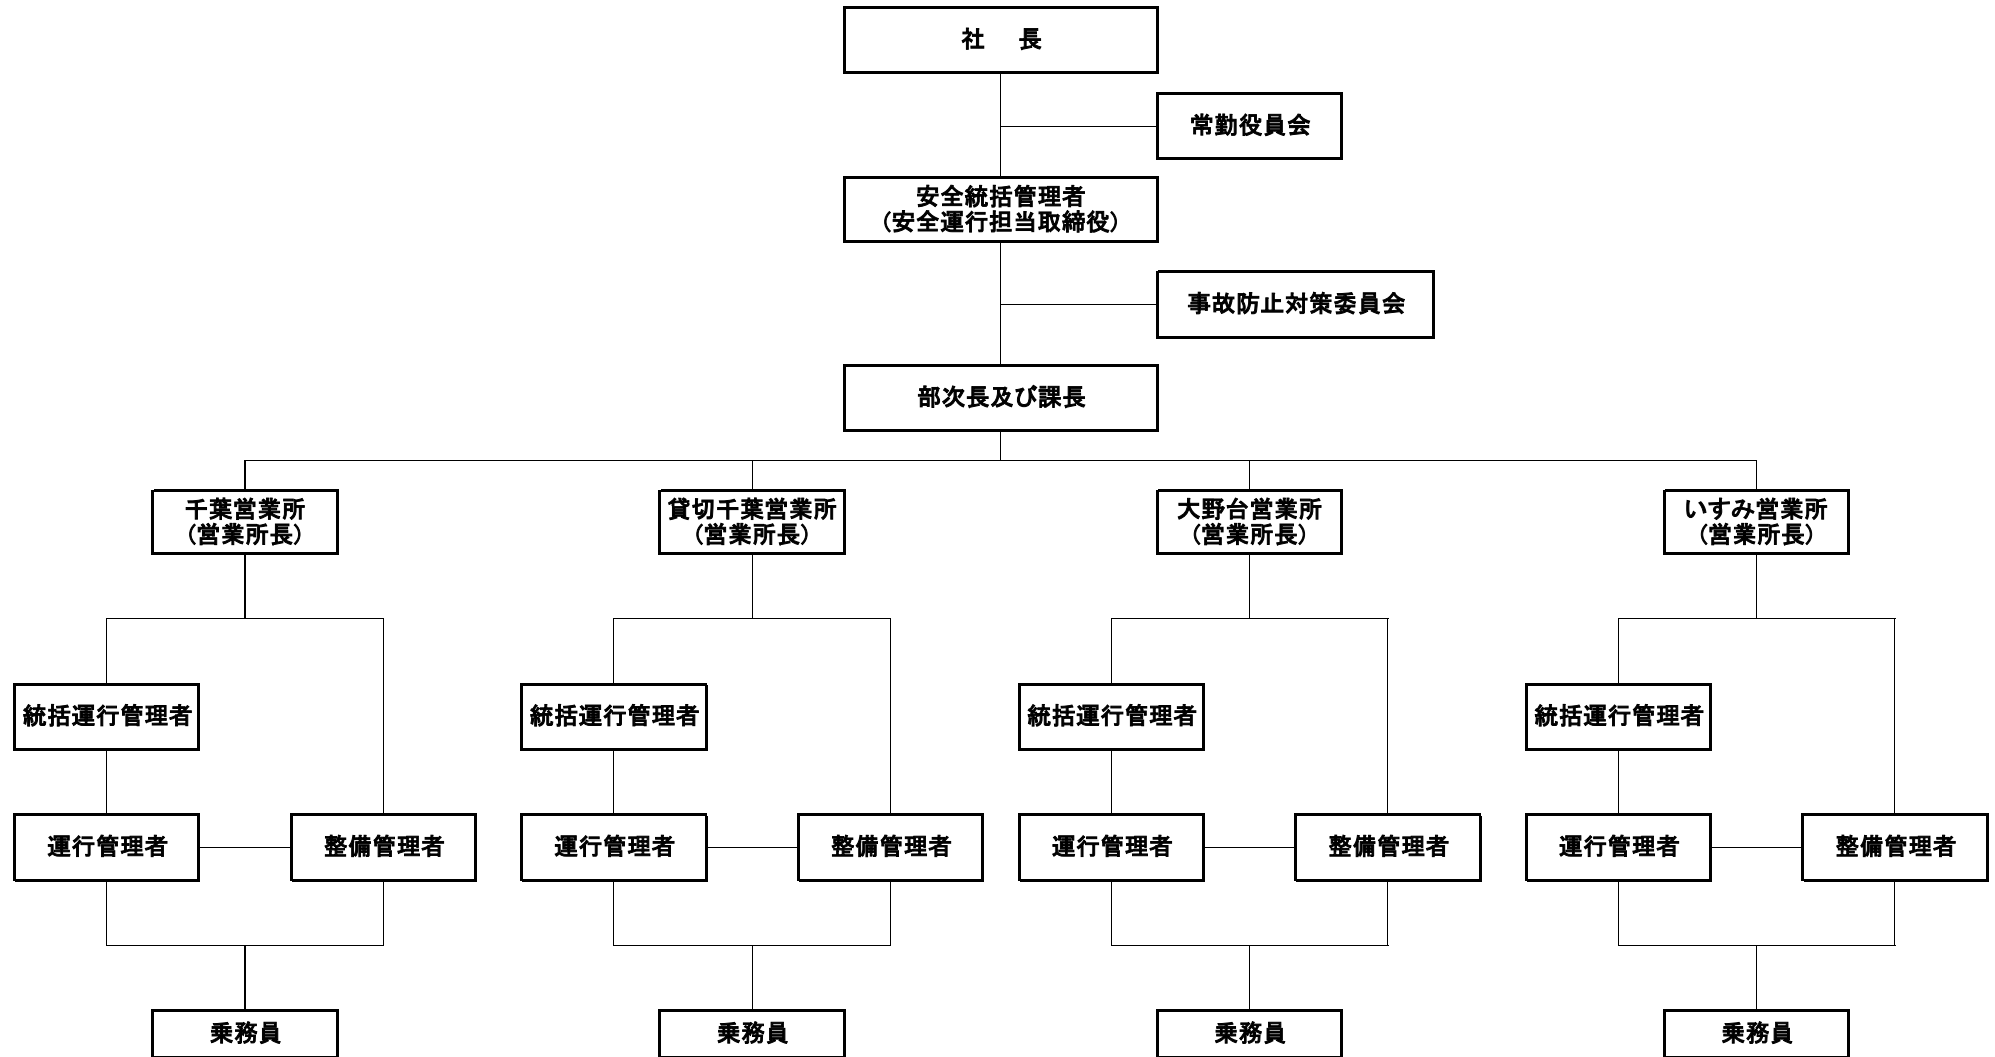 社　長
常勤役員会
安全統括管理者
（安全運行担当取締役）
事故防止対策委員会
部次長及び課長
千葉営業所
（営業所長）
貸切千葉営業所
（営業所長）
大野台営業所
（営業所長）
いすみ営業所
（営業所長）
統括運行管理者
統括運行管理者
統括運行管理者
統括運行管理者
運行管理者
整備管理者
運行管理者
整備管理者
運行管理者
整備管理者
運行管理者
整備管理者
乗務員
乗務員
乗務員
乗務員